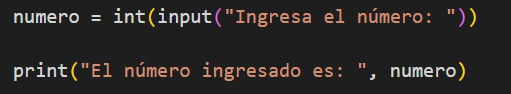 numero = int(input("Ingresa el número: "))
print("El número ingresado es: ", numero)